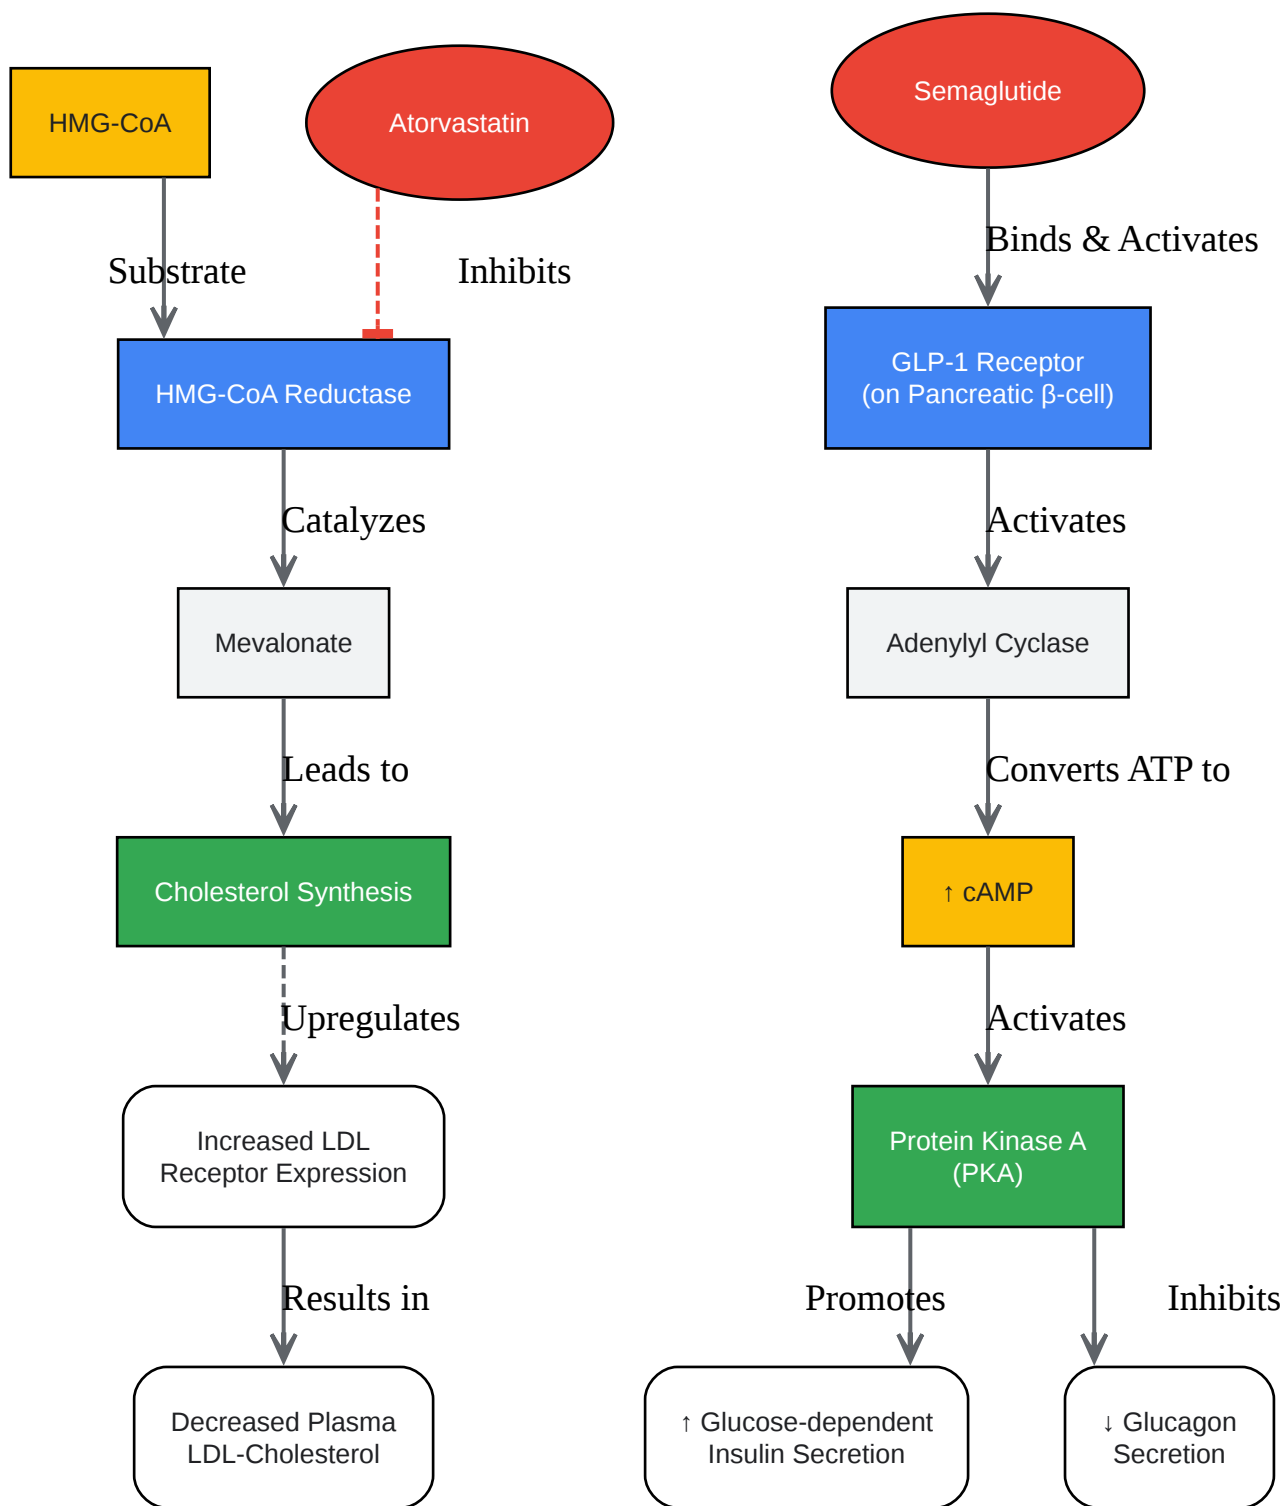 HMG-CoA
Atorvastatin
Substrate
Inhibits
HMG-CoA Reductase
Catalyzes
Mevalonate
Leads to
Cholesterol Synthesis
Upregulates
Increased LDL
Receptor Expression
Results in
Decreased Plasma
LDL-Cholesterol
Semaglutide
Binds & Activates
GLP-1 Receptor
(on Pancreatic β-cell)
Activates
Adenylyl Cyclase
Converts ATP to
↑ cAMP
Activates
Protein Kinase A
(PKA)
Promotes
Inhibits
↑ Glucose-dependent
Insulin Secretion
↓ Glucagon
Secretion